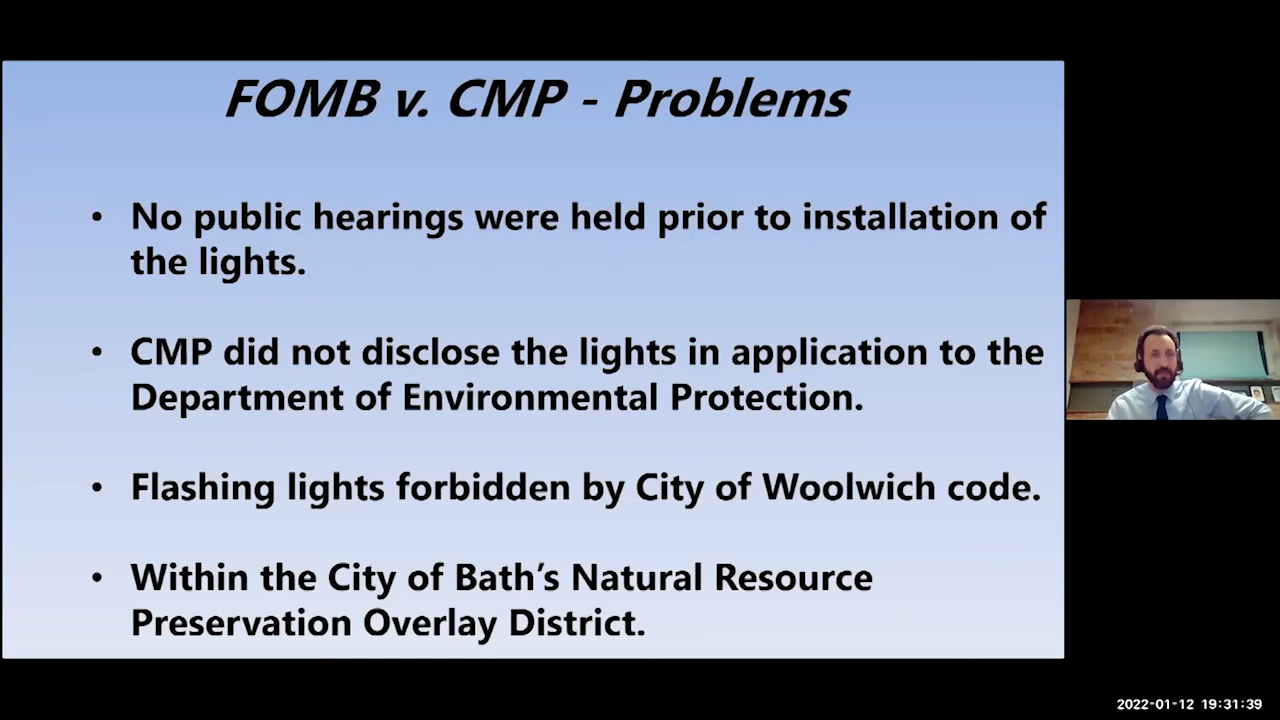 FOMB v. CMP - Problems
• No public hearings were held prior to installation of
the lights.
• CMP did not disclose the lights in application to the
Department of Environmental Protection.
• Flashing lights forbidden by City of Woolwich code.
• Within the City of Bath’s Natural Resource
Preservation Overlay District.
2022-01-12 19:31:39